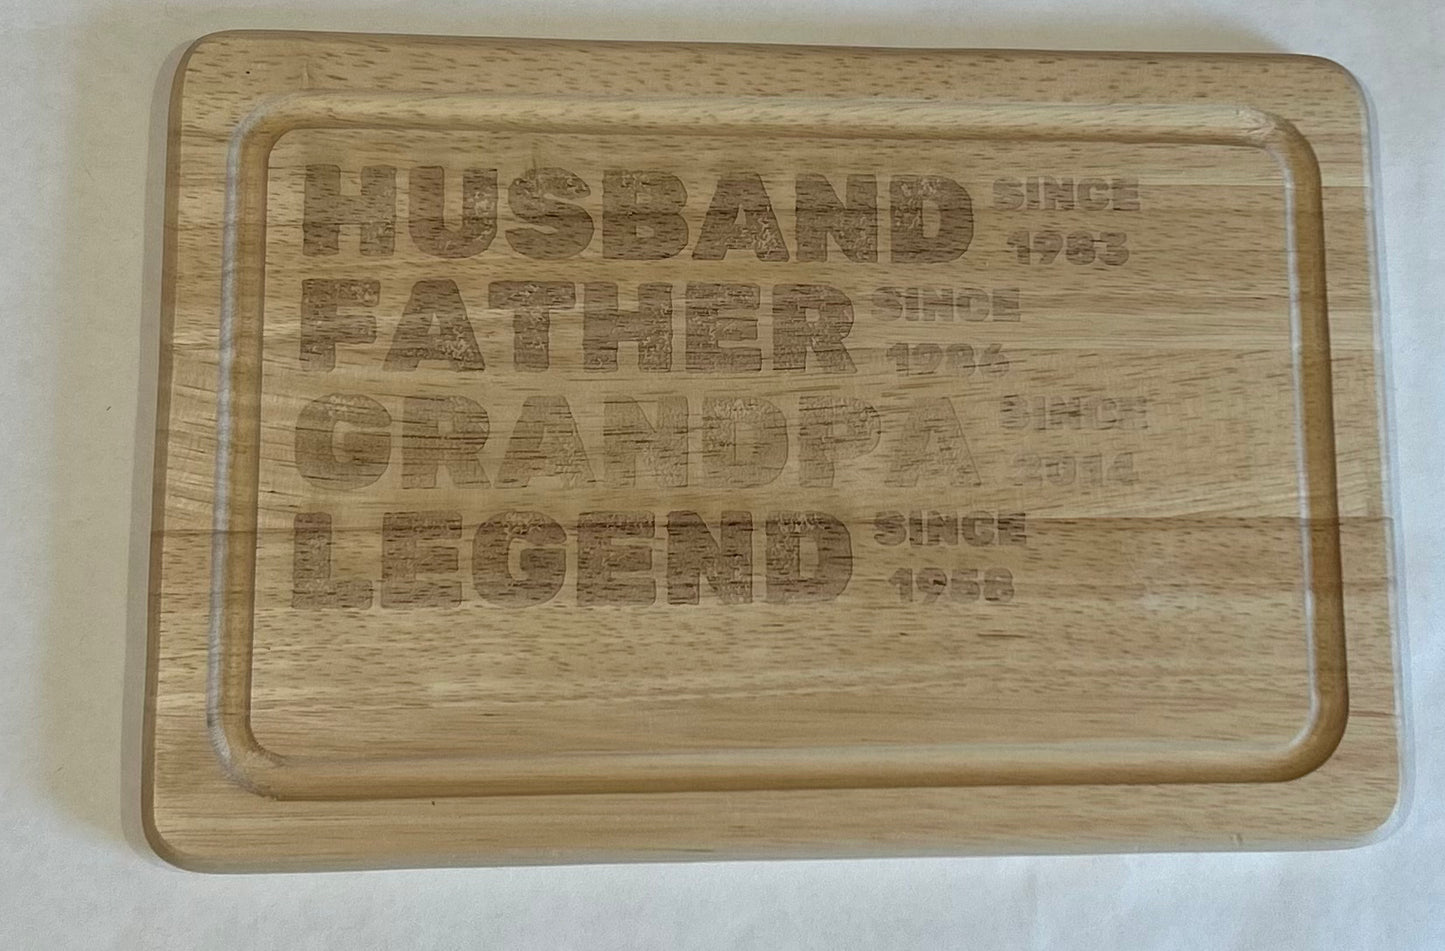 HUSBAND SINCE 1983
FATHER SINCE 1986
GRANDPA SINCE 2014
LEGEND SINCE 1958